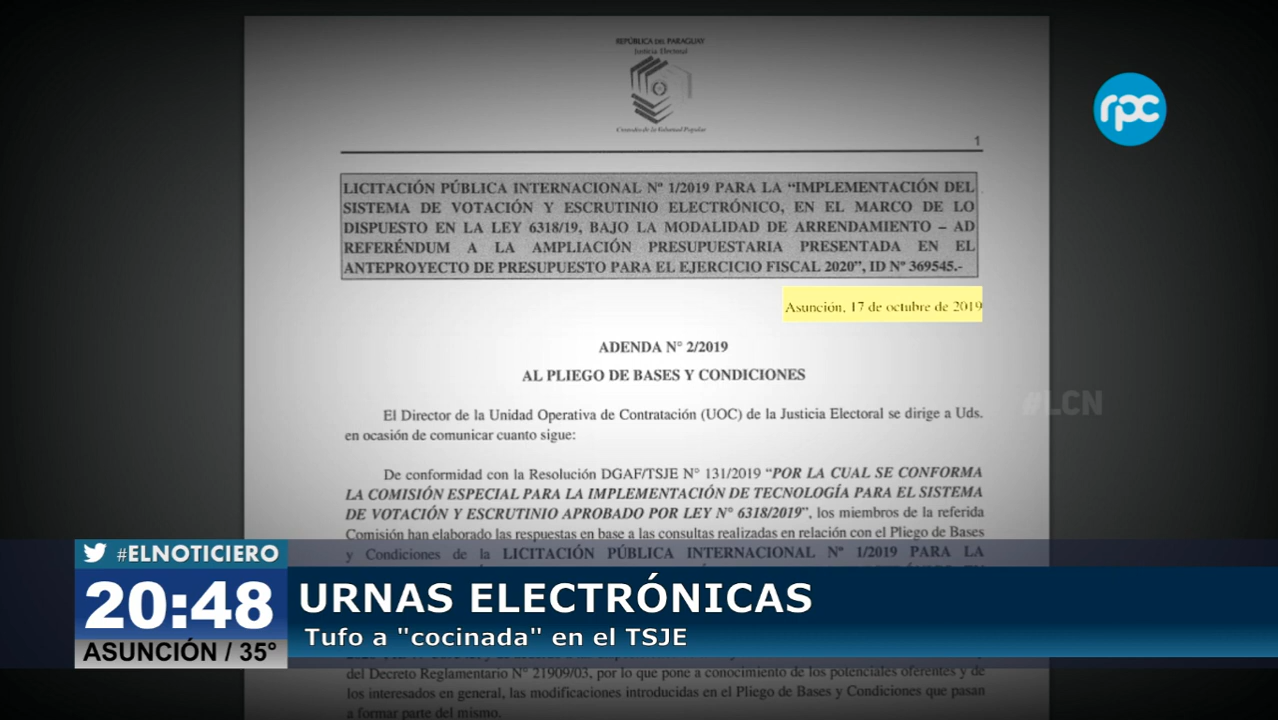 REPÚBLICA DEL PARAGUAY
Justicia Electoral
Custodio de la Voluntad Popular
rpc
1
LICITACIÓN PÚBLICA INTERNACIONAL Nº 1/2019 PARA LA “IMPLEMENTACIÓN DEL
SISTEMA DE VOTACIÓN Y ESCRUTINIO ELECTRÓNICO, EN EL MARCO DE LO
DISPUESTO EN LA LEY 6318/19, BAJO LA MODALIDAD DE ARRENDAMIENTO – AD
REFERÉNDUM A LA AMPLIACIÓN PRESUPUESTARIA PRESENTADA EN EL
ANTEPROYECTO DE PRESUPUESTO PARA EL EJERCICIO FISCAL 2020”, ID Nº 369545.-
Asunción, 17 de octubre de 2019
ADENDA N° 2/2019
AL PLIEGO DE BASES Y CONDICIONES
#LCN
El Director de la Unidad Operativa de Contratación (UOC) de la Justicia Electoral se dirige a Uds.
en ocasión de comunicar cuanto sigue:
De conformidad con la Resolución DGAF/TSJE N° 131/2019 “POR LA CUAL SE CONFORMA
LA COMISIÓN ESPECIAL PARA LA IMPLEMENTACIÓN DE TECNOLOGÍA PARA EL SISTEMA
DE VOTACIÓN Y ESCRUTINIO APROBADO POR LEY N° 6318/2019”, los miembros de la referida
Comisión han elaborado las respuestas en base a las consultas realizadas en relación con el Pliego de Bases
y Condiciones de la LICITACIÓN PÚBLICA INTERNACIONAL N° 1/2019 PARA LA
#ELNOTICIERO
20:48
ASUNCIÓN / 35°
URNAS ELECTRÓNICAS
Tufo a "cocinada" en el TSJE
del Decreto Reglamentario N° 21909/03, por lo que pone a conocimiento de los potenciales oferentes y de
los interesados en general, las modificaciones introducidas en el Pliego de Bases y Condiciones que pasan
a formar parte del mismo.